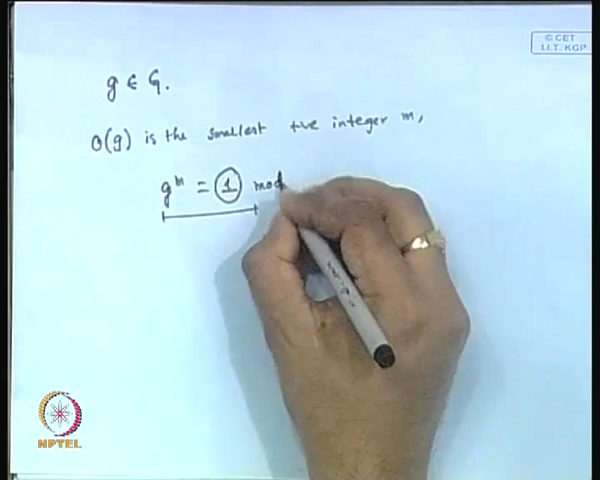 © CET
I.I.T. KGP
g ∈ G.
O(g) is the smallest +ve integer m,
g^m = 1 mod
NPTEL